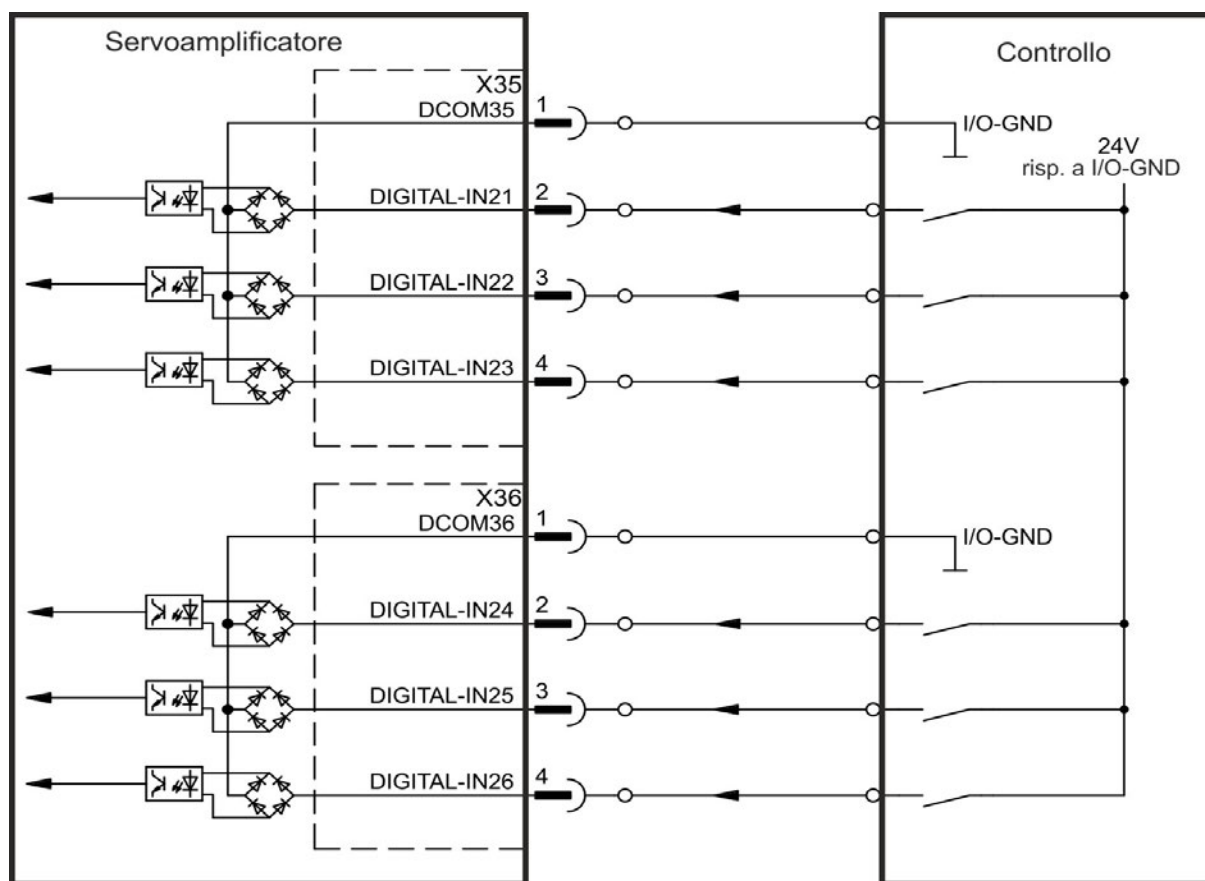 Servoamplificatore
Controllo
X35
DCOM35
1
I/O-GND
24V
risp. a I/O-GND
DIGITAL-IN21
2
DIGITAL-IN22
3
DIGITAL-IN23
4
X36
DCOM36
1
I/O-GND
DIGITAL-IN24
2
DIGITAL-IN25
3
DIGITAL-IN26
4